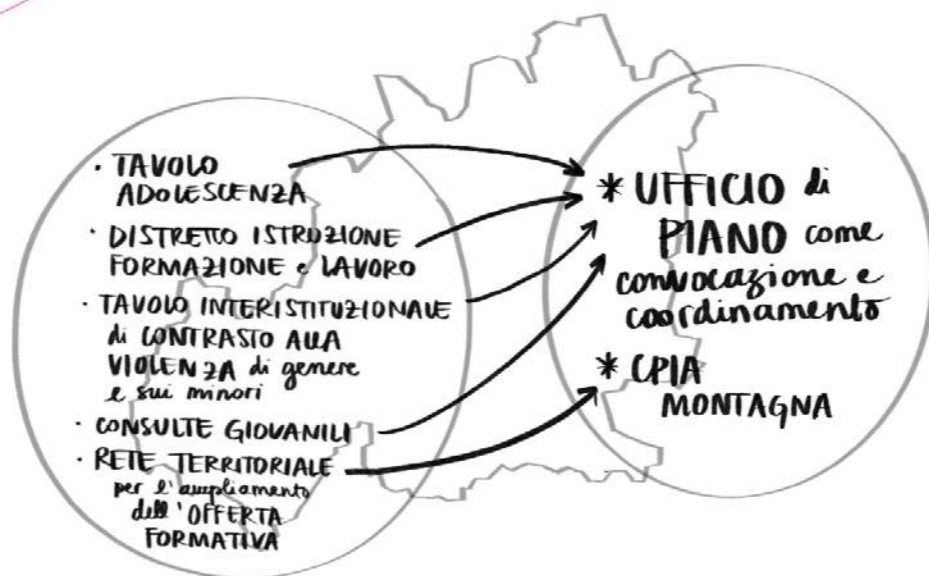 · TAVOLO
ADOLESCENZA
· DISTRETTO ISTRUZIONE
FORMAZIONE e LAVORO
· TAVOLO INTERISTITUZIONALE
di CONTRASTO ALLA
VIOLENZA di genere
e sui minori
· CONSULTE GIOVANILI
· RETE TERRITORIALE
per l'ampliamento
dell'OFFERTA
FORMATIVA
* UFFICIO di
PIANO come
convocazione e
coordinamento
* CPIA
MONTAGNA